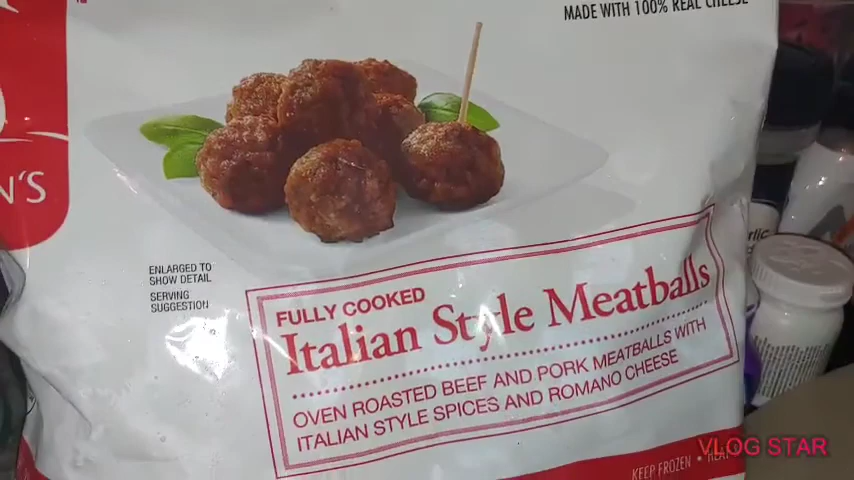 MADE WITH 100% REAL CHEESE
N'S
ENLARGED TO
SHOW DETAIL
SERVING
SUGGESTION
FULLY COOKED
Italian Style Meatballs
OVEN ROASTED BEEF AND PORK MEATBALLS WITH
ITALIAN STYLE SPICES AND ROMANO CHEESE
KEEP FROZEN •
VLOG STAR